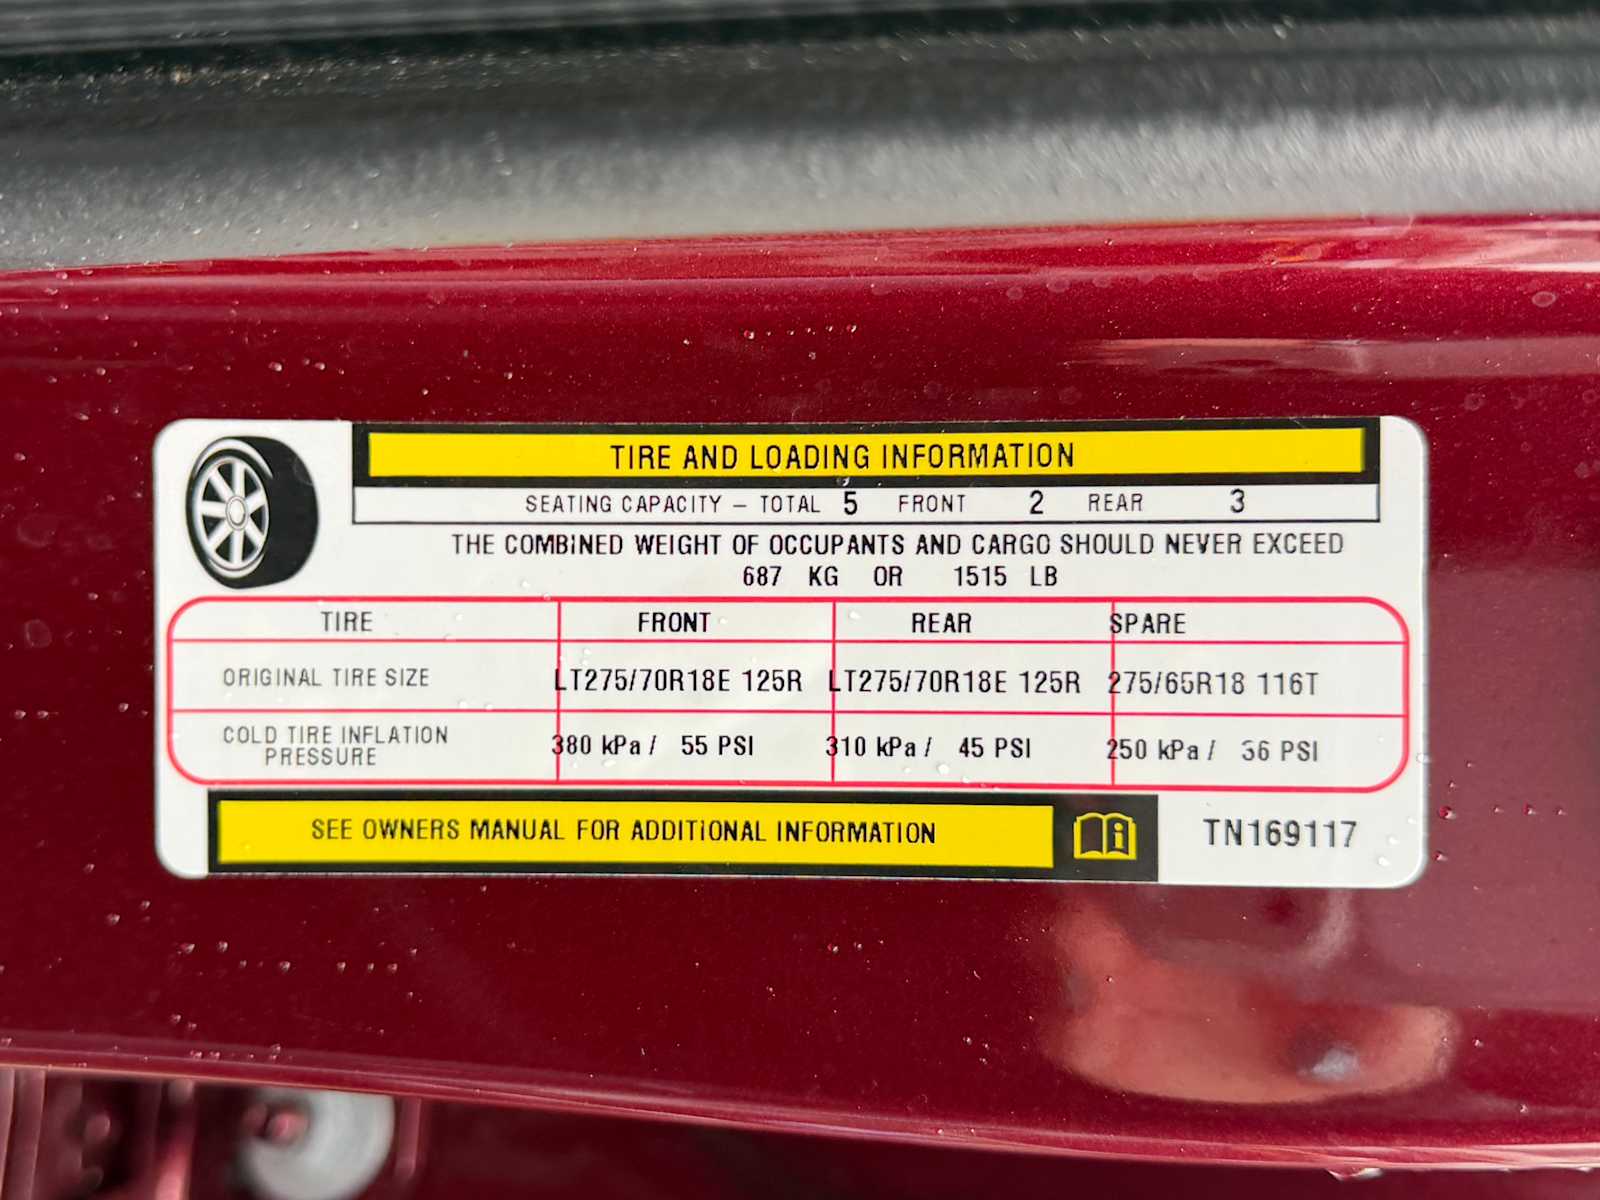 TIRE AND LOADING INFORMATION
SEATING CAPACITY – TOTAL 5 FRONT 2 REAR 3
THE COMBINED WEIGHT OF OCCUPANTS AND CARGO SHOULD NEVER EXCEED
687 KG OR 1515 LB
TIRE FRONT REAR SPARE
ORIGINAL TIRE SIZE LT275/70R18E 125R LT275/70R18E 125R 275/65R18 116T
COLD TIRE INFLATION PRESSURE 380 kPa / 55 PSI 310 kPa / 45 PSI 250 kPa / 36 PSI
SEE OWNERS MANUAL FOR ADDITIONAL INFORMATION TN169117